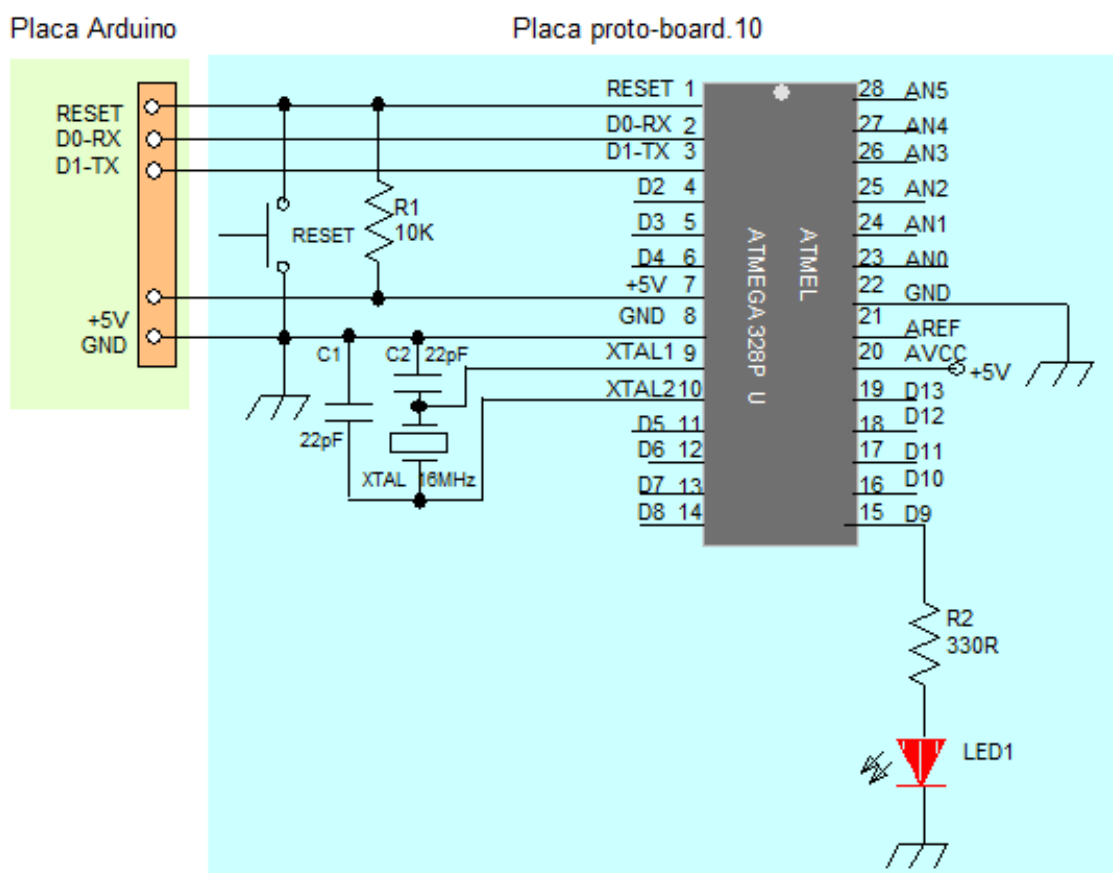 Placa Arduino
Placa proto-board.10
RESET
D0-RX
D1-TX
+5V
GND
RESET
R1
10K
C1
22pF
C2 22pF
XTAL 16MHz
RESET 1
D0-RX 2
D1-TX 3
D2 4
D3 5
D4 6
+5V 7
GND 8
XTAL1 9
XTAL2 10
D5 11
D6 12
D7 13
D8 14
ATMEL
ATMEGA328P U
28 AN5
27 AN4
26 AN3
25 AN2
24 AN1
23 AN0
22 GND
21 AREF
20 AVCC
+5V
19 D13
18 D12
17 D11
16 D10
15 D9
R2
330R
LED1